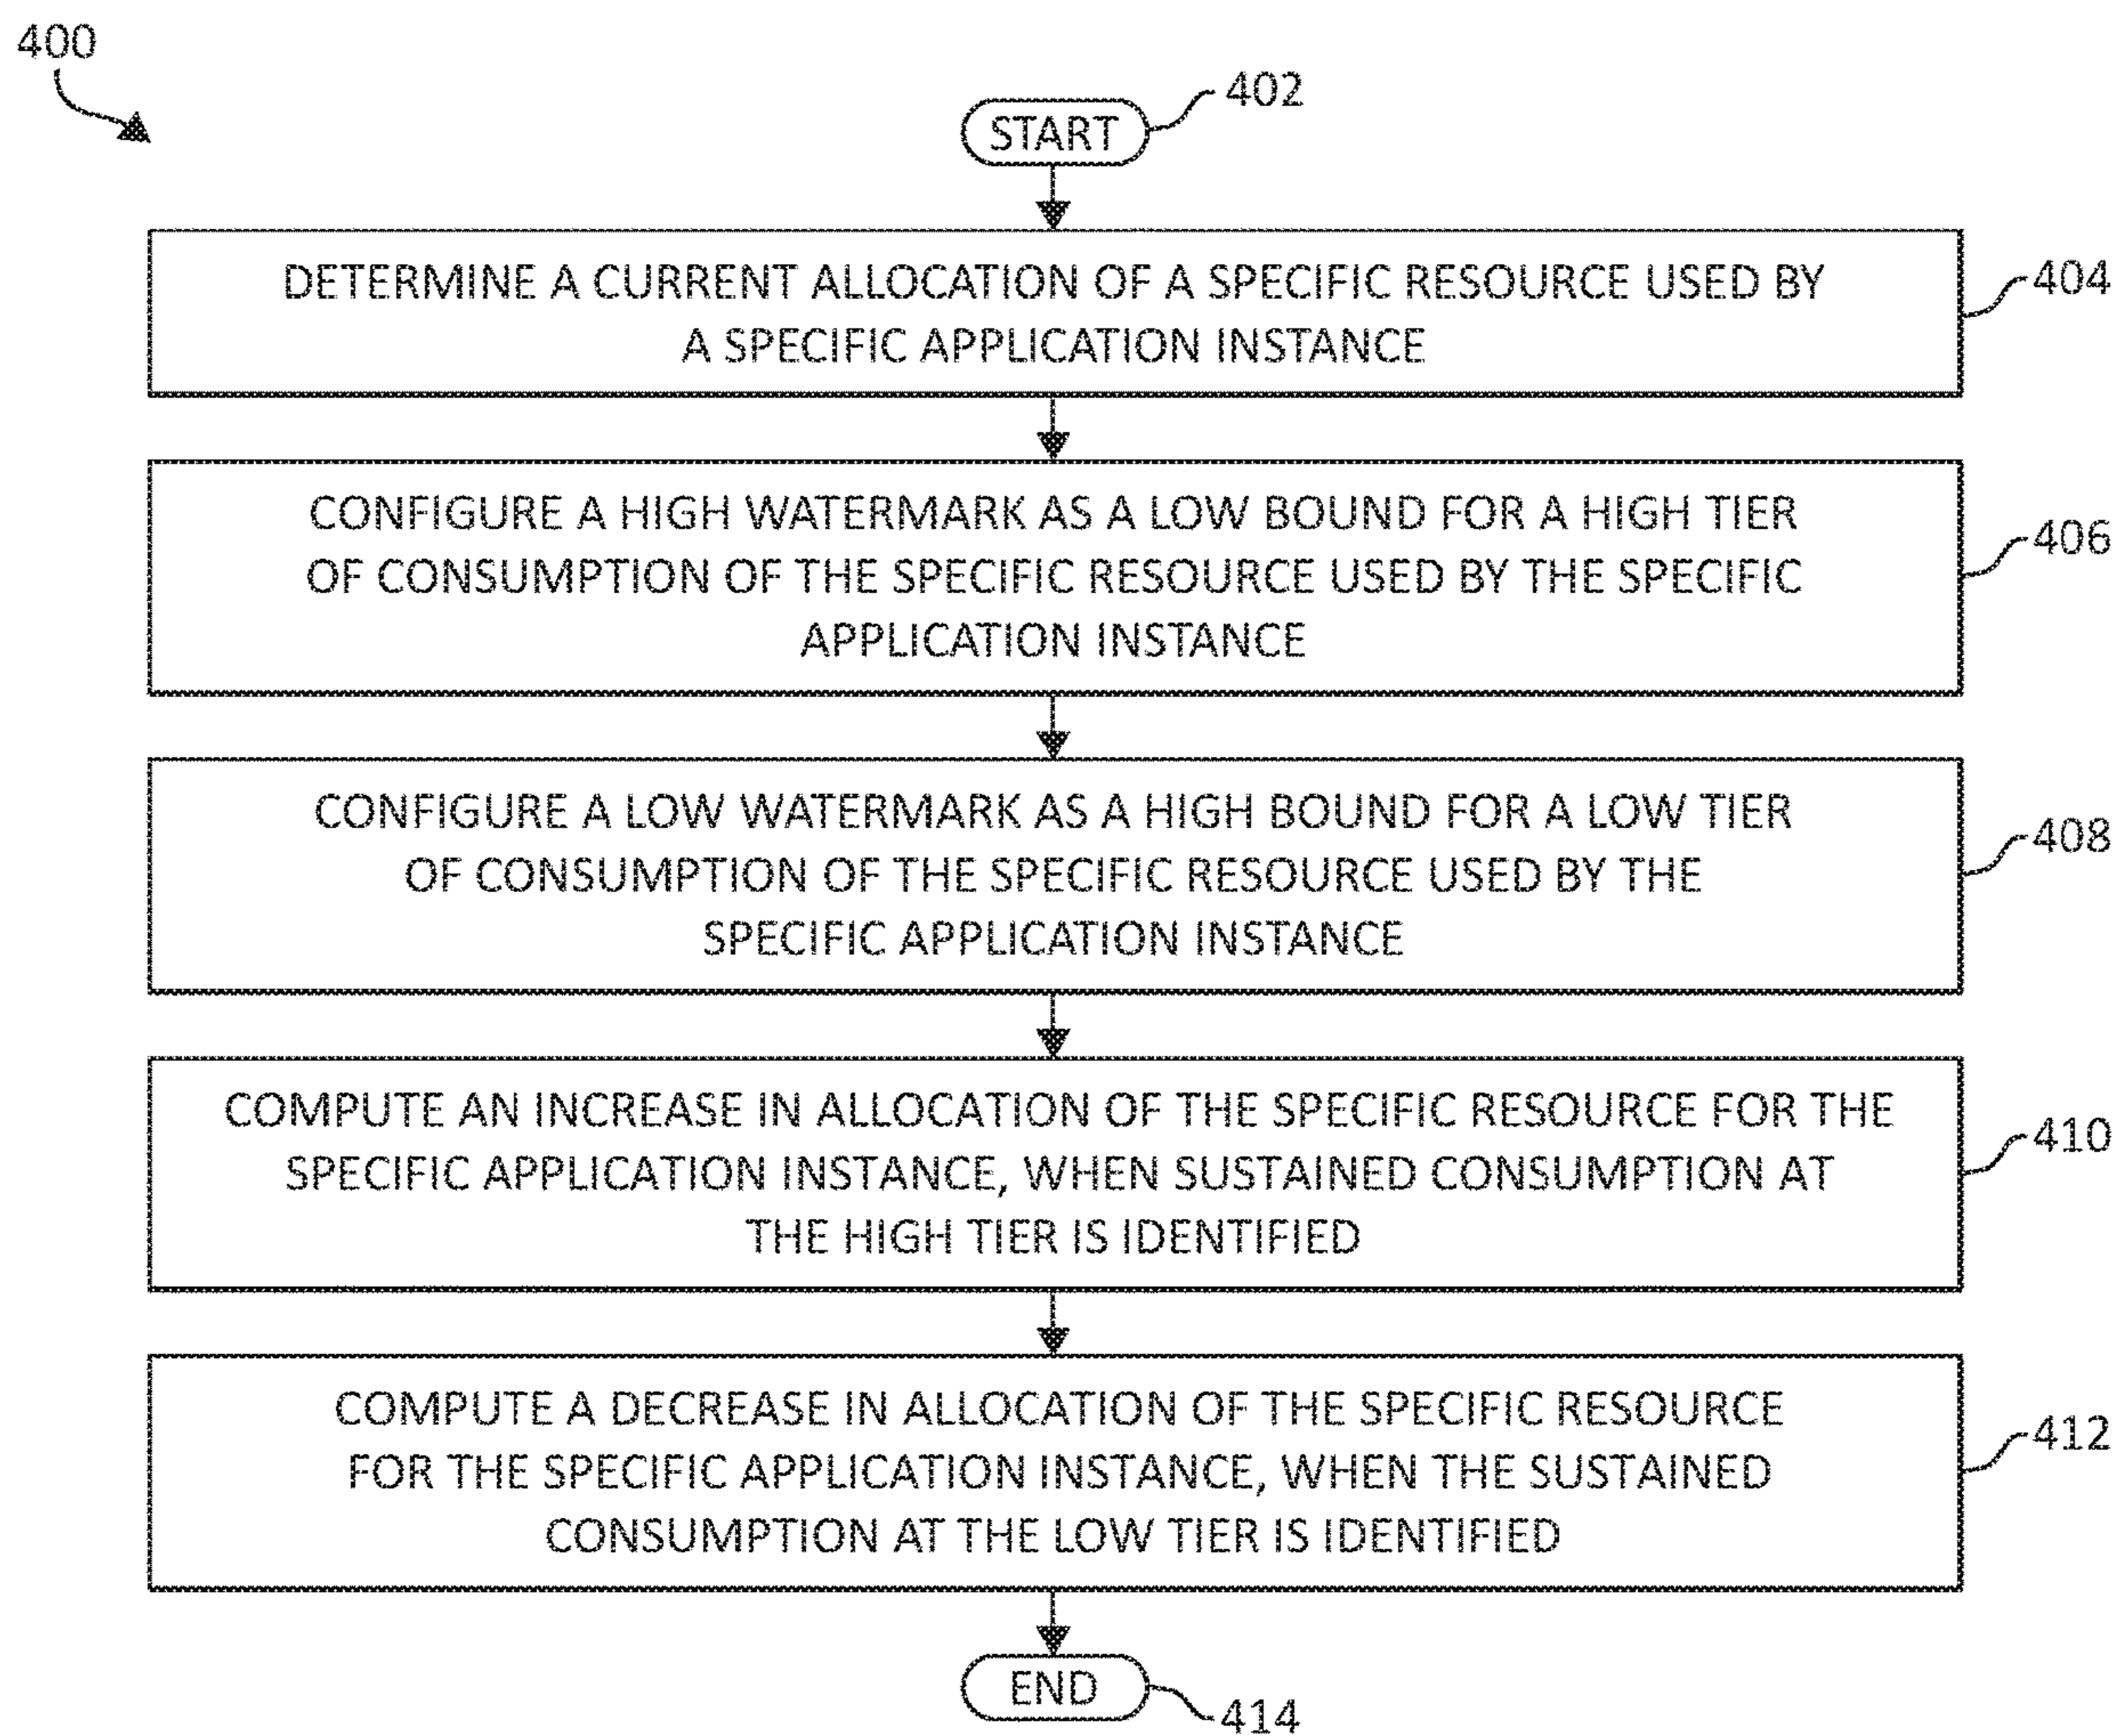 400
START
402
DETERMINE A CURRENT ALLOCATION OF A SPECIFIC RESOURCE USED BY
A SPECIFIC APPLICATION INSTANCE
404
CONFIGURE A HIGH WATERMARK AS A LOW BOUND FOR A HIGH TIER
OF CONSUMPTION OF THE SPECIFIC RESOURCE USED BY THE SPECIFIC
APPLICATION INSTANCE
406
CONFIGURE A LOW WATERMARK AS A HIGH BOUND FOR A LOW TIER
OF CONSUMPTION OF THE SPECIFIC RESOURCE USED BY THE
SPECIFIC APPLICATION INSTANCE
408
COMPUTE AN INCREASE IN ALLOCATION OF THE SPECIFIC RESOURCE FOR THE
SPECIFIC APPLICATION INSTANCE, WHEN SUSTAINED CONSUMPTION AT
THE HIGH TIER IS IDENTIFIED
410
COMPUTE A DECREASE IN ALLOCATION OF THE SPECIFIC RESOURCE
FOR THE SPECIFIC APPLICATION INSTANCE, WHEN THE SUSTAINED
CONSUMPTION AT THE LOW TIER IS IDENTIFIED
412
END
414